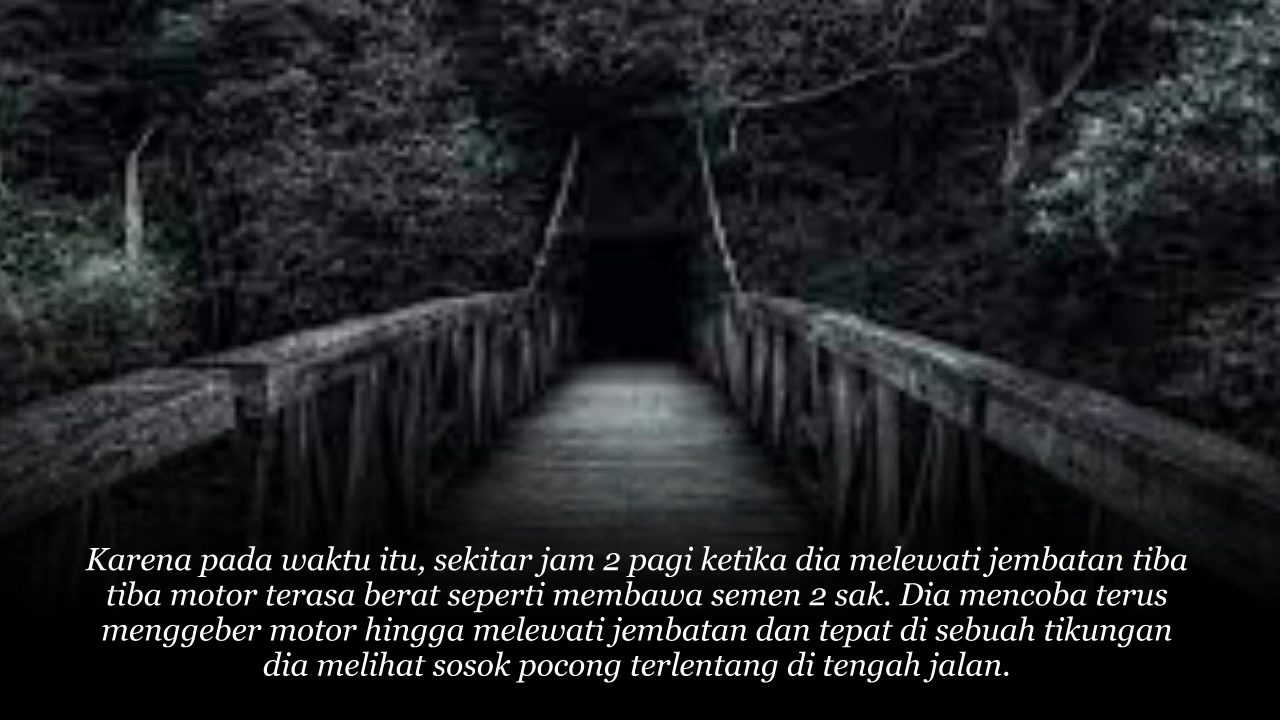 Karena pada waktu itu, sekitar jam 2 pagi ketika dia melewati jembatan tiba
tiba motor terasa berat seperti membawa semen 2 sak. Dia mencoba terus
menggeber motor hingga melewati jembatan dan tepat di sebuah tikungan
dia melihat sosok pocong terlentang di tengah jalan.